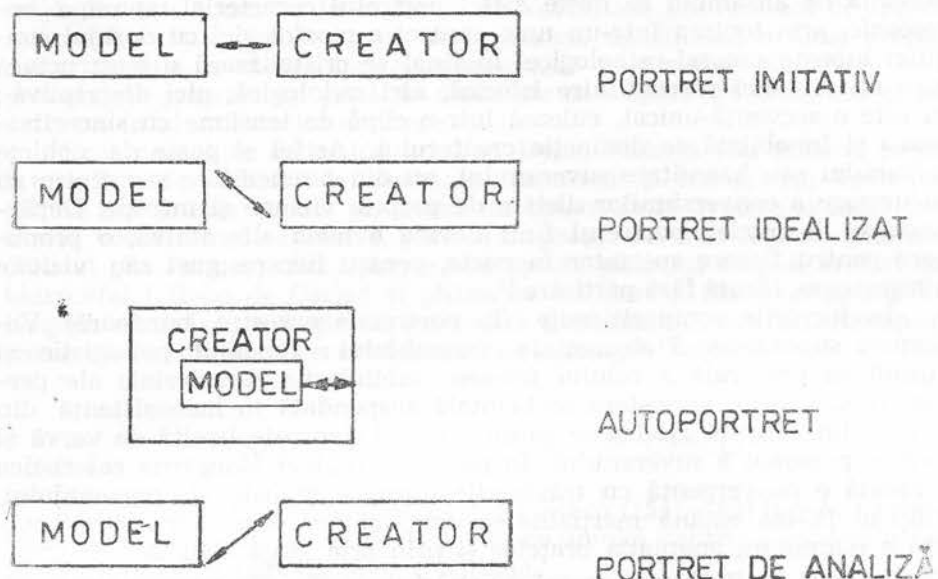 MODEL CREATOR
PORTRET IMITATIV
MODEL CREATOR
PORTRET IDEALIZAT
CREATOR
MODEL
AUTOPORTRET
MODEL CREATOR
PORTRET DE ANALIZĂ